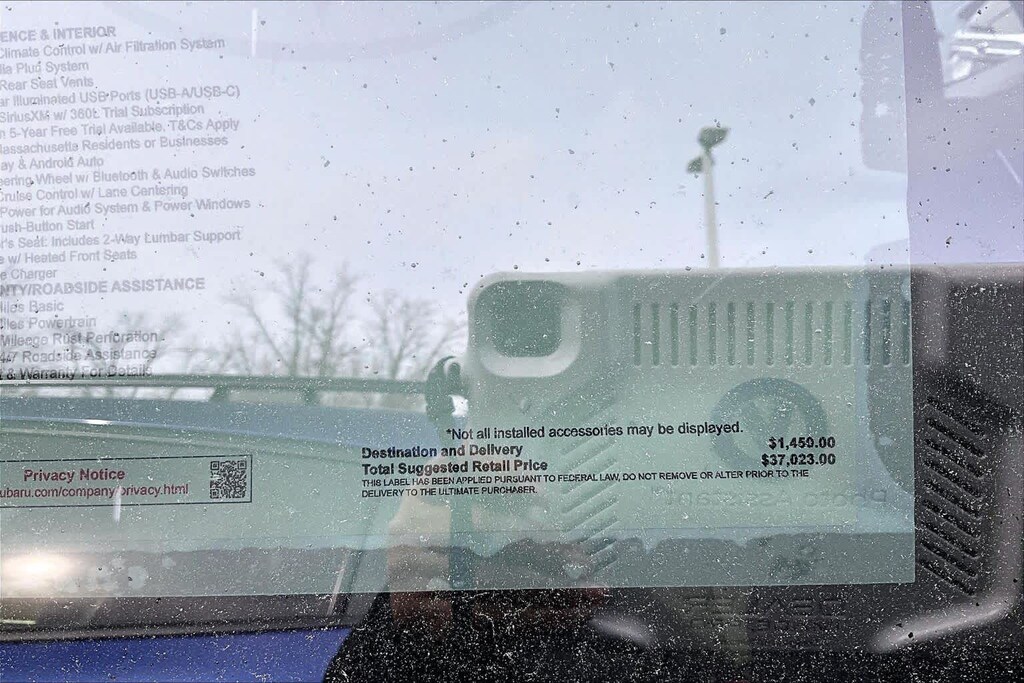 ENCE & INTERIOR
Climate Control w/ Air Filtration System
Plug System
Rear Seat Vents
ar Illuminated USB Ports (USB-A/USB-C)
SiriusXM w/ 360L Trial Subscription
n 5-Year Free Trial Available. T&Cs Apply
Massachusetts Residents or Businesses
ay & Android Auto
eering Wheel w/ Bluetooth & Audio Switches
Cruise Control w/ Lane Centering
Power for Audio System & Power Windows
ush-Button Start
r's Seat: Includes 2-Way Lumbar Support
e w/ Heated Front Seats
e Charger
NTY/ROADSIDE ASSISTANCE
Miles Basic
iles Powertrain
Mileage Rust Perforation
4/7 Roadside Assistance
t & Warranty For Details
*Not all installed accessories may be displayed.
Destination and Delivery $1,450.00
Total Suggested Retail Price $37,023.00
THIS LABEL HAS BEEN APPLIED PURSUANT TO FEDERAL LAW, DO NOT REMOVE OR ALTER PRIOR TO THE
DELIVERY TO THE ULTIMATE PURCHASER.
Privacy Notice
ubaru.com/company/privacy.html